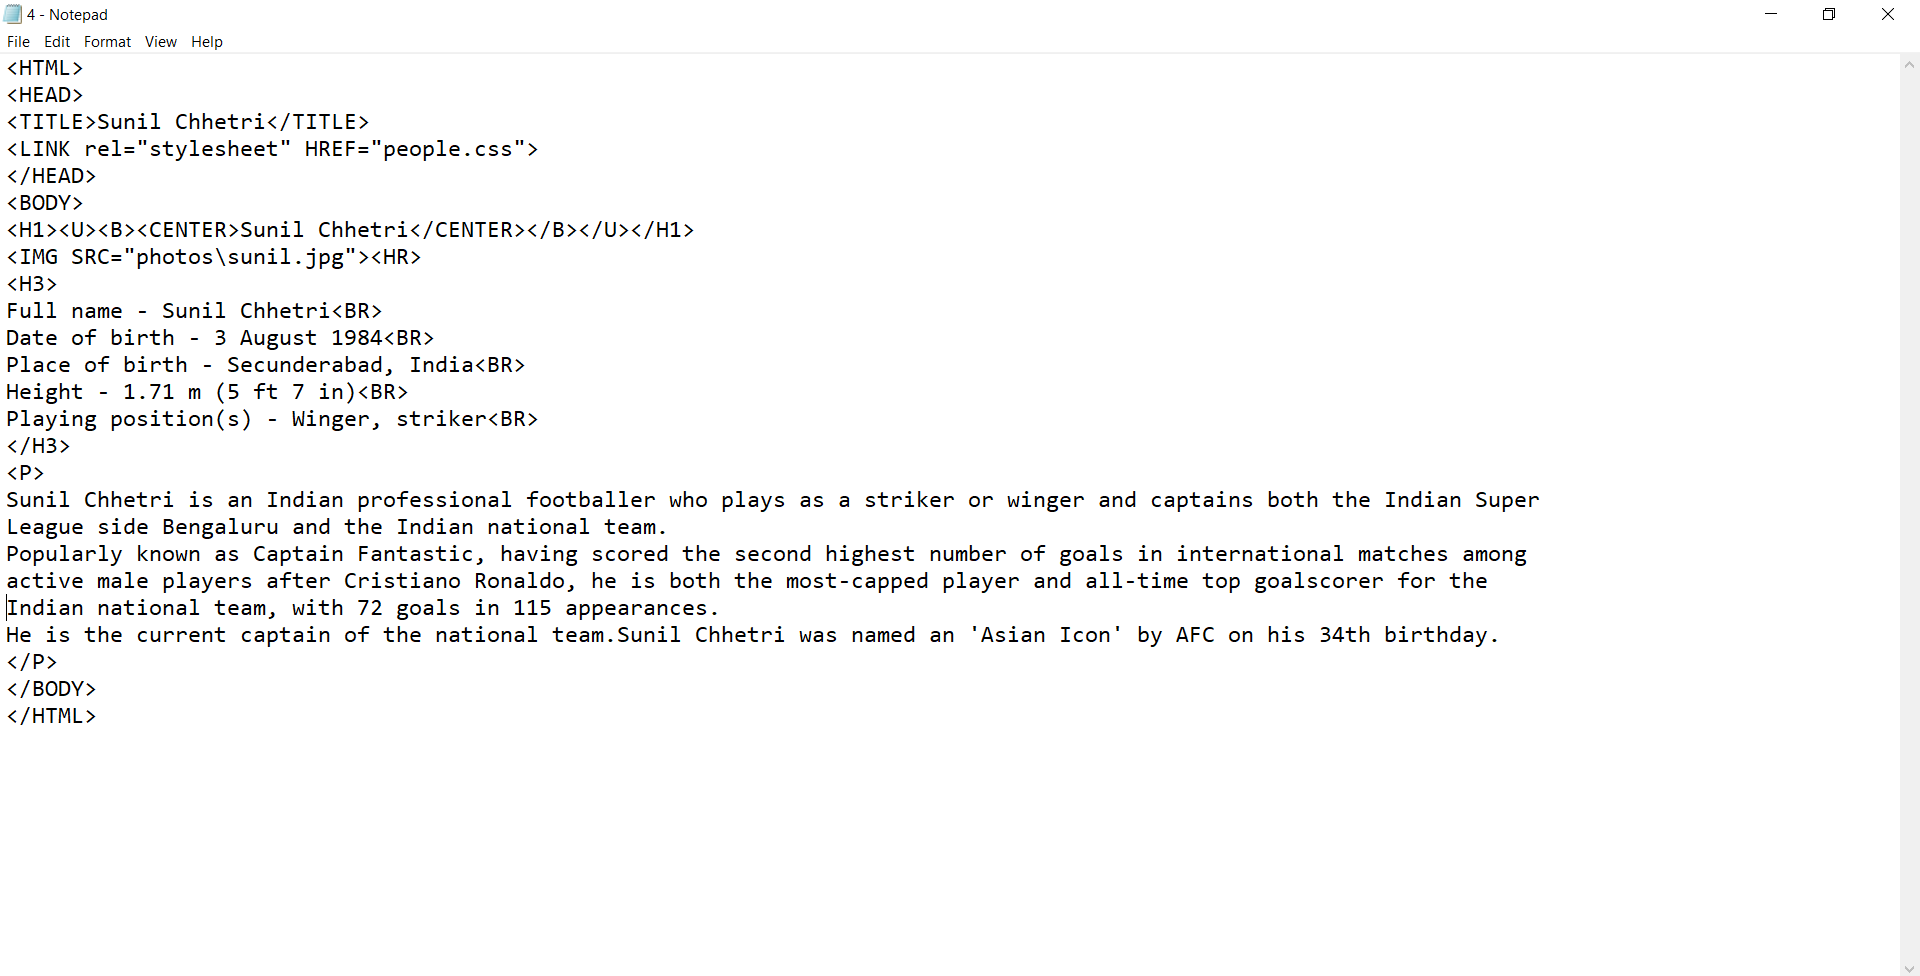 4 - Notepad
File Edit Format View Help
<HTML>
<HEAD>
<TITLE>Sunil Chhetri</TITLE>
<LINK rel="stylesheet" HREF="people.css">
</HEAD>
<BODY>
<H1><U><B><CENTER>Sunil Chhetri</CENTER></B></U></H1>
<IMG SRC="photos\sunil.jpg"><HR>
<H3>
Full name - Sunil Chhetri<BR>
Date of birth - 3 August 1984<BR>
Place of birth - Secunderabad, India<BR>
Height - 1.71 m (5 ft 7 in)<BR>
Playing position(s) - Winger, striker<BR>
</H3>
<P>
Sunil Chhetri is an Indian professional footballer who plays as a striker or winger and captains both the Indian Super
League side Bengaluru and the Indian national team.
Popularly known as Captain Fantastic, having scored the second highest number of goals in international matches among
active male players after Cristiano Ronaldo, he is both the most-capped player and all-time top goalscorer for the
Indian national team, with 72 goals in 115 appearances.
He is the current captain of the national team.Sunil Chhetri was named an 'Asian Icon' by AFC on his 34th birthday.
</P>
</BODY>
</HTML>